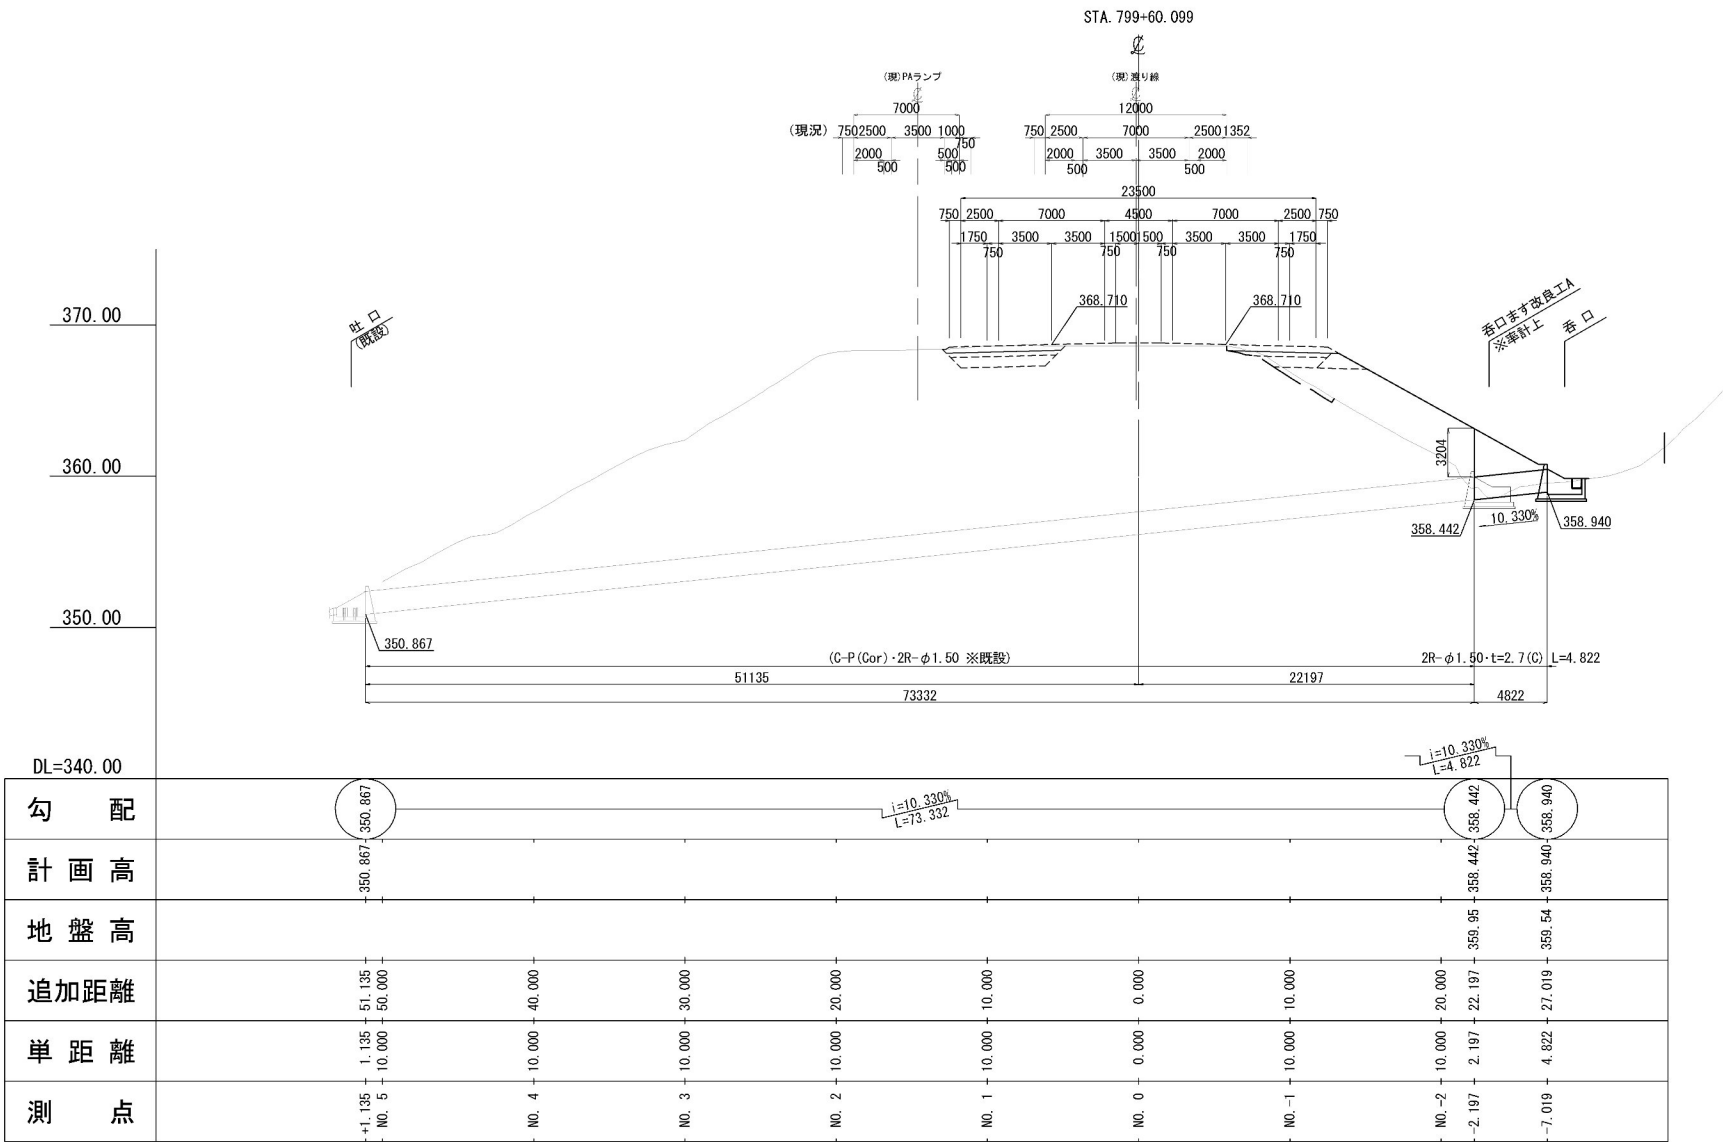 STA.799+60.099
℄
(現)PAランプ
(現)渡り線
℄
℄
7000
12000
(現況)
750 2500 3500 1000
750
750 2500 7000 2500 1352
2000 500
500 500
2000 3500 3500 2000
500 500
23500
750 2500 7000 4500 7000 2500 750
1750 3500 3500 1500 1500 3500 3500 1750
750 750 750 750
370.00
吐口
(既設)
368.710
368.710
呑口ます改良工A
※率計上
呑口
360.00
3204
358.442
10.330%
358.940
350.00
350.867
(C-P(Cor)・2R-φ1.50 ※既設)
2R-φ1.50・t=2.7(C) L=4.822
51135
22197
73332
4822
DL=340.00
i=10.330%
L=4.822
勾配 350.867
i=10.330%
L=73.332
358.442 358.940
計画高 350.867 358.442 358.940
地盤高 359.95 359.54
追加距離 51.135 50.000 40.000 30.000 20.000 10.000 0.000 10.000 20.000 22.197 27.019
単距離 1.135 10.000 10.000 10.000 10.000 10.000 0.000 10.000 10.000 2.197 4.822
測点 +1.135 NO.5 NO.4 NO.3 NO.2 NO.1 NO.0 NO.-1 NO.-2 -2.197 -7.019